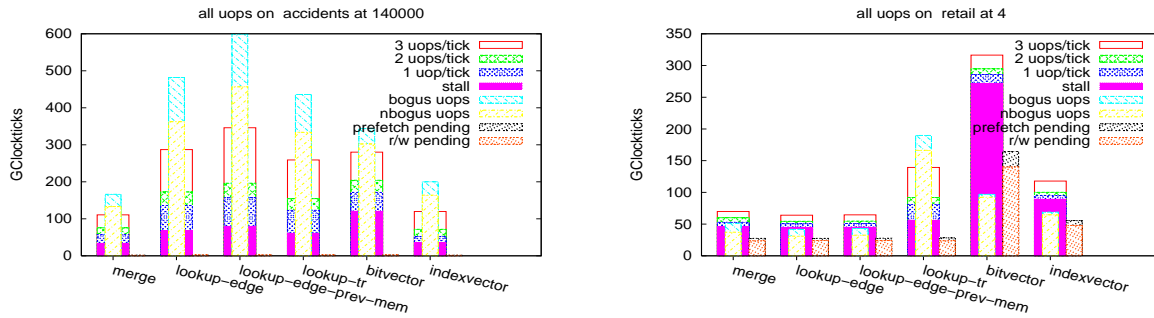 all uops on accidents at 140000
GClockticks
600
500
400
300
200
100
0
3 uops/tick
2 uops/tick
1 uop/tick
stall
bogus uops
nbogus uops
prefetch pending
r/w pending
merge
lookup-edge
lookup-edge-prev-mem
lookup-tr
bitvector
indexvector
all uops on retail at 4
GClockticks
350
300
250
200
150
100
50
0
3 uops/tick
2 uops/tick
1 uop/tick
stall
bogus uops
nbogus uops
prefetch pending
r/w pending
merge
lookup-edge
lookup-edge-prev-mem
lookup-tr
bitvector
indexvector